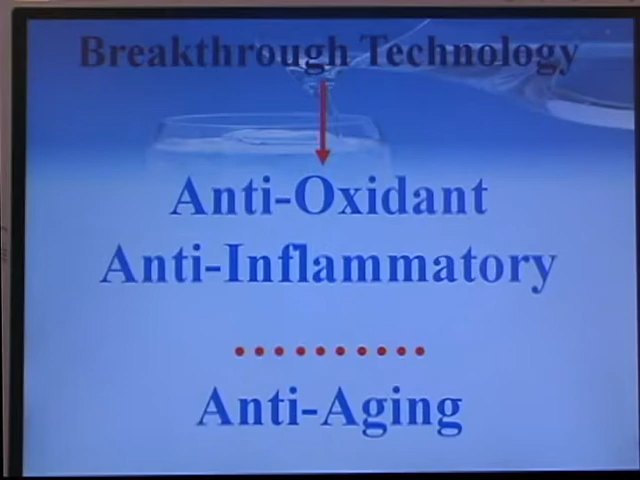 Breakthrough Technology
Anti-Oxidant
Anti-Inflammatory
..........
Anti-Aging